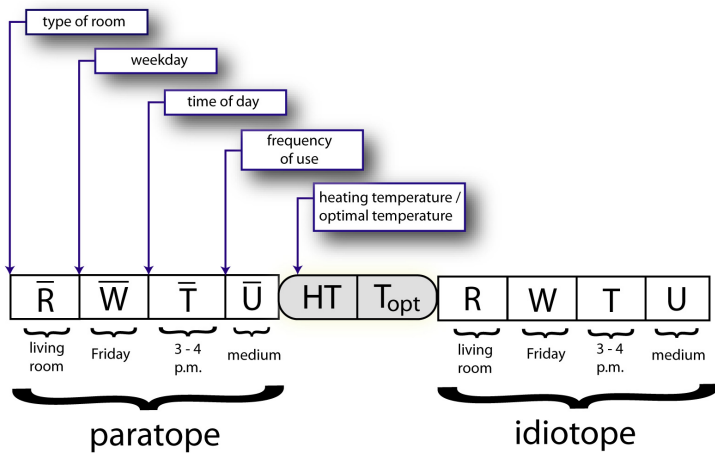 type of room
weekday
time of day
frequency
of use
heating temperature /
optimal temperature
R̅ W̅ T̅ U̅ HT Topt R W T U
living
room
Friday
3 - 4
p.m.
medium
living
room
Friday
3 - 4
p.m.
medium
paratope
idiotope